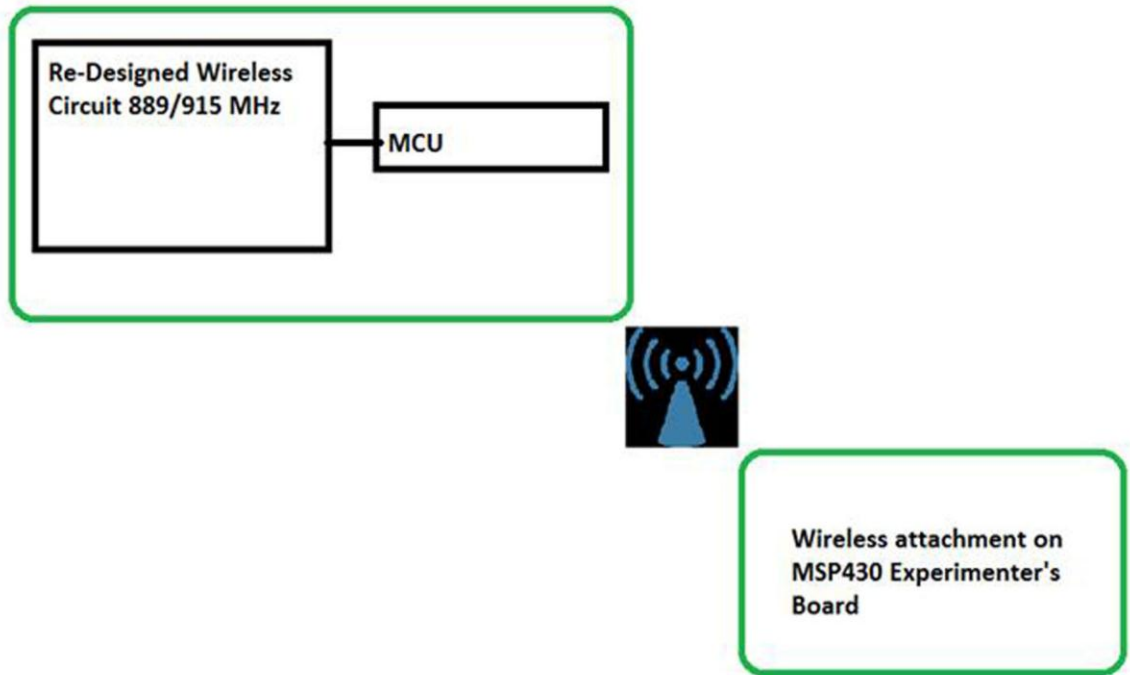 Re-Designed Wireless
Circuit 889/915 MHz
MCU
Wireless attachment on
MSP430 Experimenter's
Board